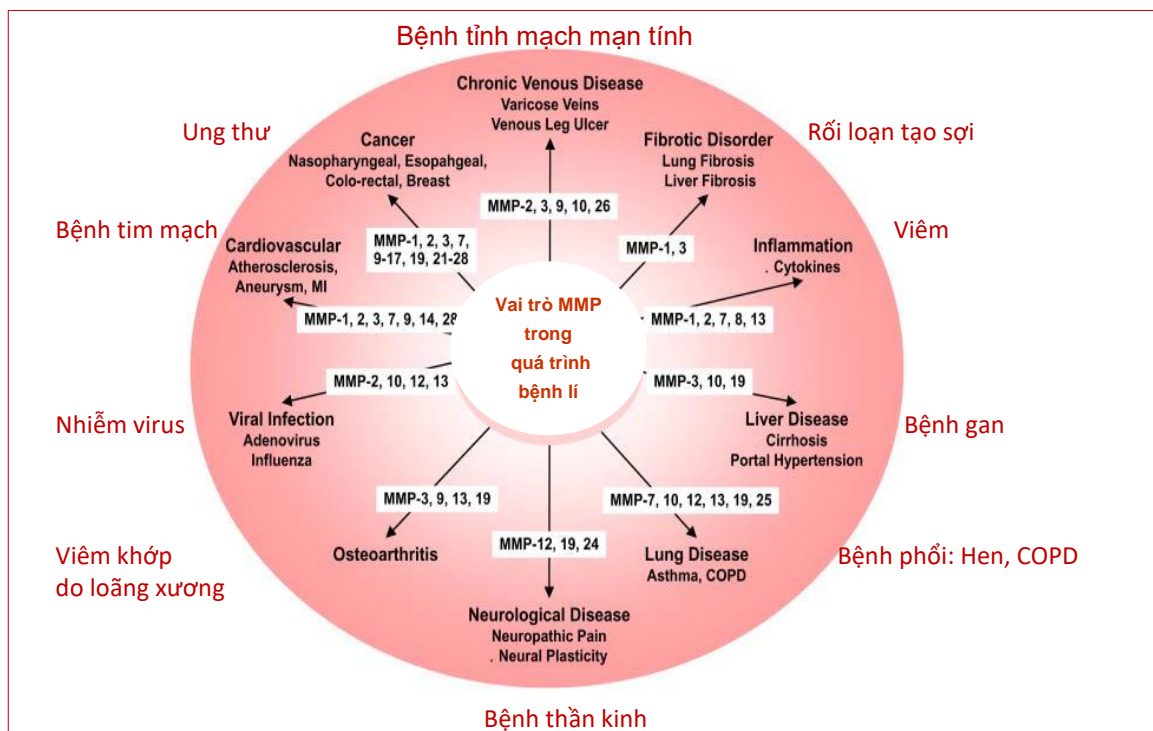 Bệnh tỉnh mạch mạn tính
Chronic Venous Disease
Varicose Veins
Venous Leg Ulcer
MMP-2, 3, 9, 10, 26
Rối loạn tạo sợi
Fibrotic Disorder
Lung Fibrosis
Liver Fibrosis
MMP-1, 3
Viêm
Inflammation
. Cytokines
MMP-1, 2, 7, 8, 13
Bệnh gan
MMP-3, 10, 19
Liver Disease
Cirrhosis
Portal Hypertension
Bệnh phổi: Hen, COPD
MMP-7, 10, 12, 13, 19, 25
Lung Disease
Asthma, COPD
MMP-12, 19, 24
Neurological Disease
Neuropathic Pain
. Neural Plasticity
Bệnh thần kinh
Viêm khớp
do loãng xương
MMP-3, 9, 13, 19
Osteoarthritis
Nhiễm virus
MMP-2, 10, 12, 13
Viral Infection
Adenovirus
Influenza
Bệnh tim mạch
Cardiovascular
Atherosclerosis,
Aneurysm, MI
MMP-1, 2, 3, 7, 9, 14, 28
Ung thư
Cancer
Nasopharyngeal, Esopahgeal,
Colo-rectal, Breast
MMP-1, 2, 3, 7,
9-17, 19, 21-28
Vai trò MMP
trong
quá trình
bệnh lí